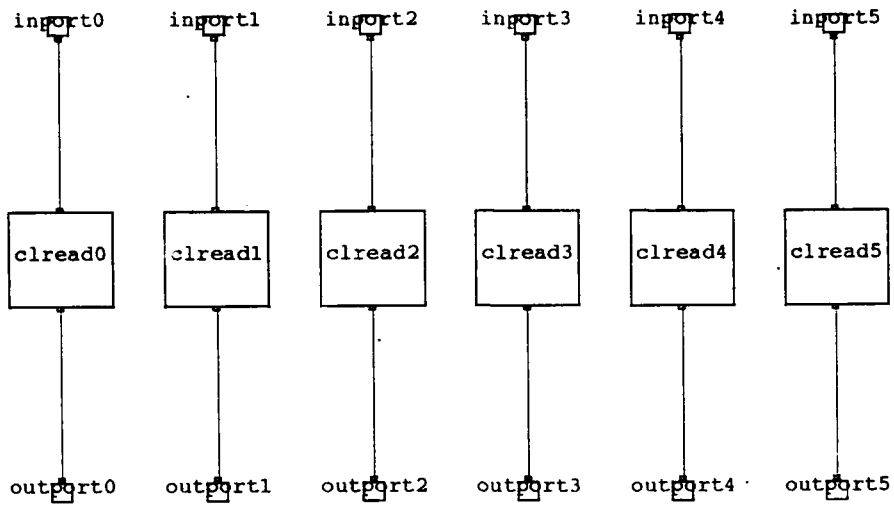 inport0 inport1 inport2 inport3 inport4 inport5
clread0 clread1 clread2 clread3 clread4 clread5
outport0 outport1 outport2 outport3 outport4 outport5